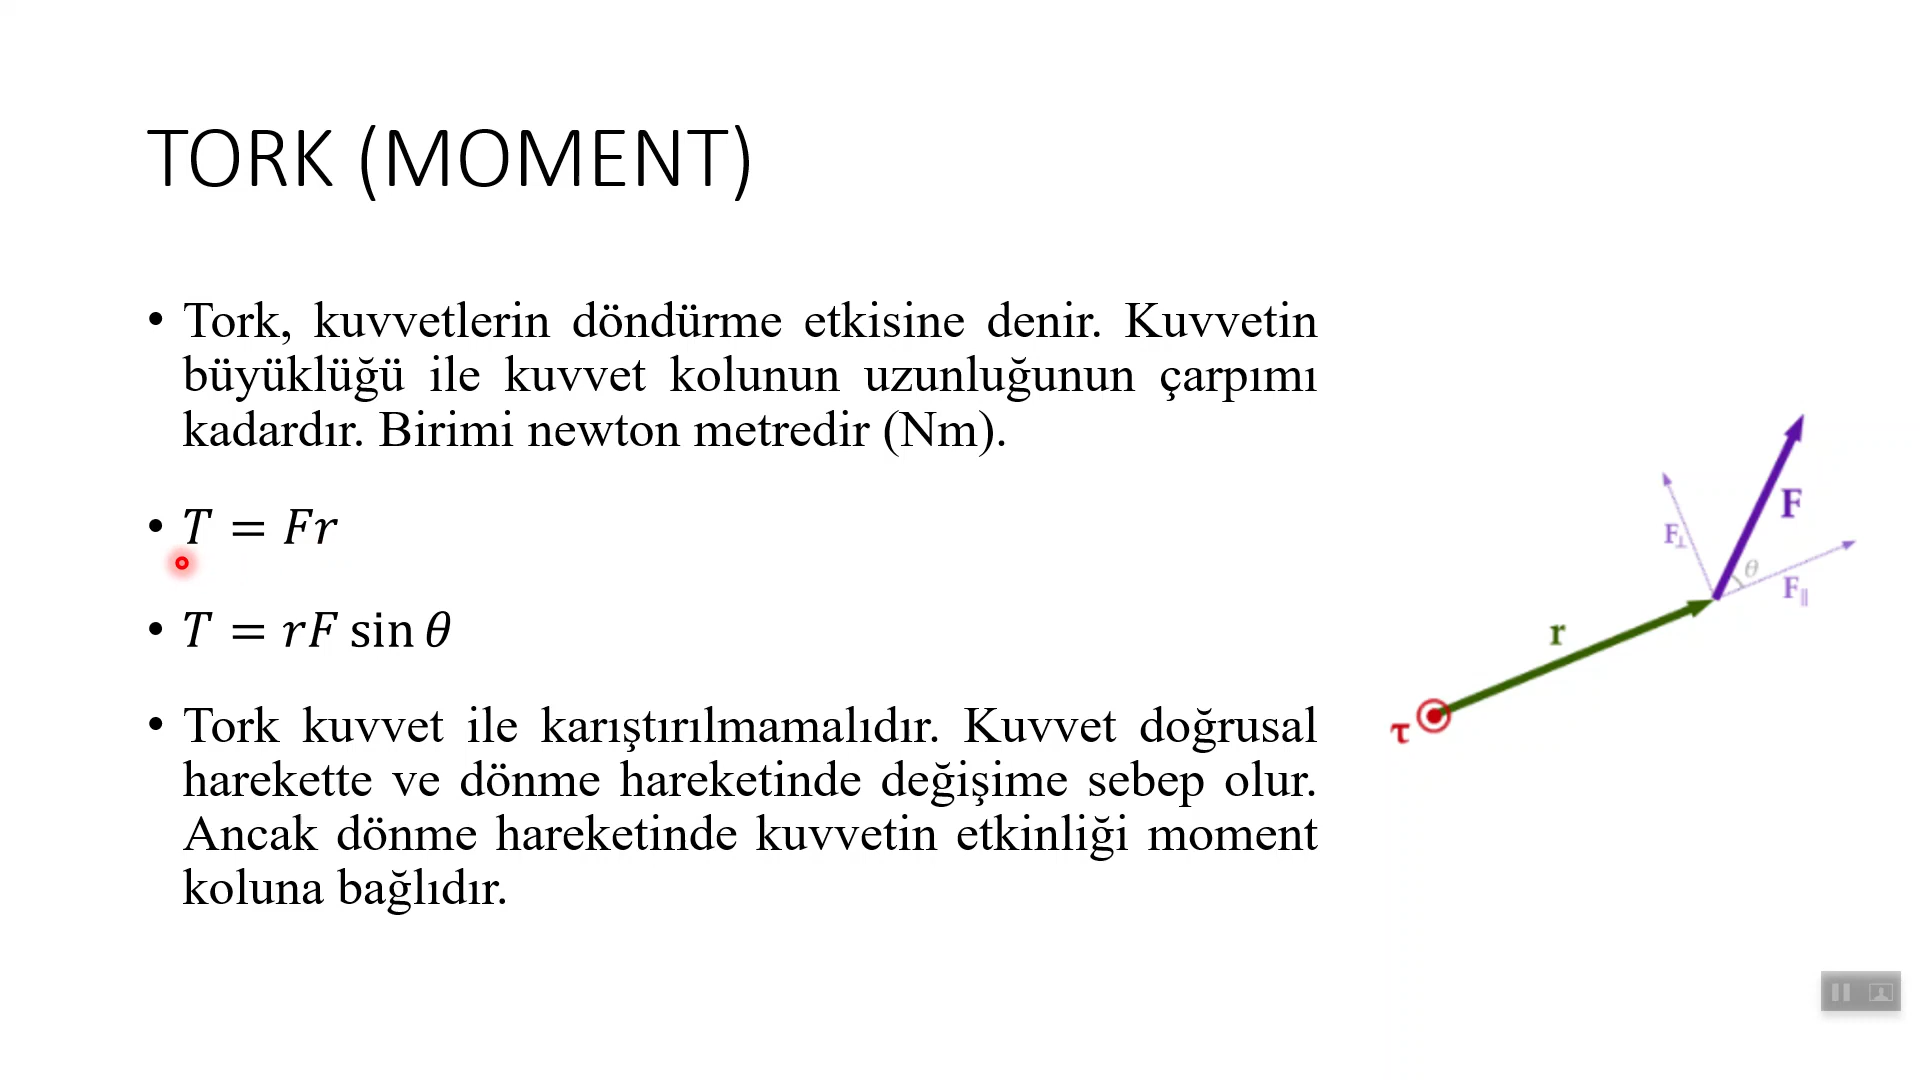 TORK (MOMENT)
• Tork, kuvvetlerin döndürme etkisine denir. Kuvvetin
büyüklüğü ile kuvvet kolunun uzunluğunun çarpımı
kadardır. Birimi newton metredir (Nm).
• T = Fr
• T = rF sin θ
• Tork kuvvet ile karıştırılmamalıdır. Kuvvet doğrusal
harekette ve dönme hareketinde değişime sebep olur.
Ancak dönme hareketinde kuvvetin etkinliği moment
koluna bağlıdır.
F
F⊥
θ
F∥
r
τ